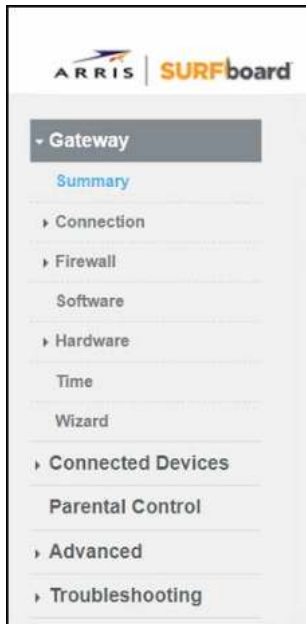 ARRIS SURFboard
Gateway
Summary
Connection
Firewall
Software
Hardware
Time
Wizard
Connected Devices
Parental Control
Advanced
Troubleshooting